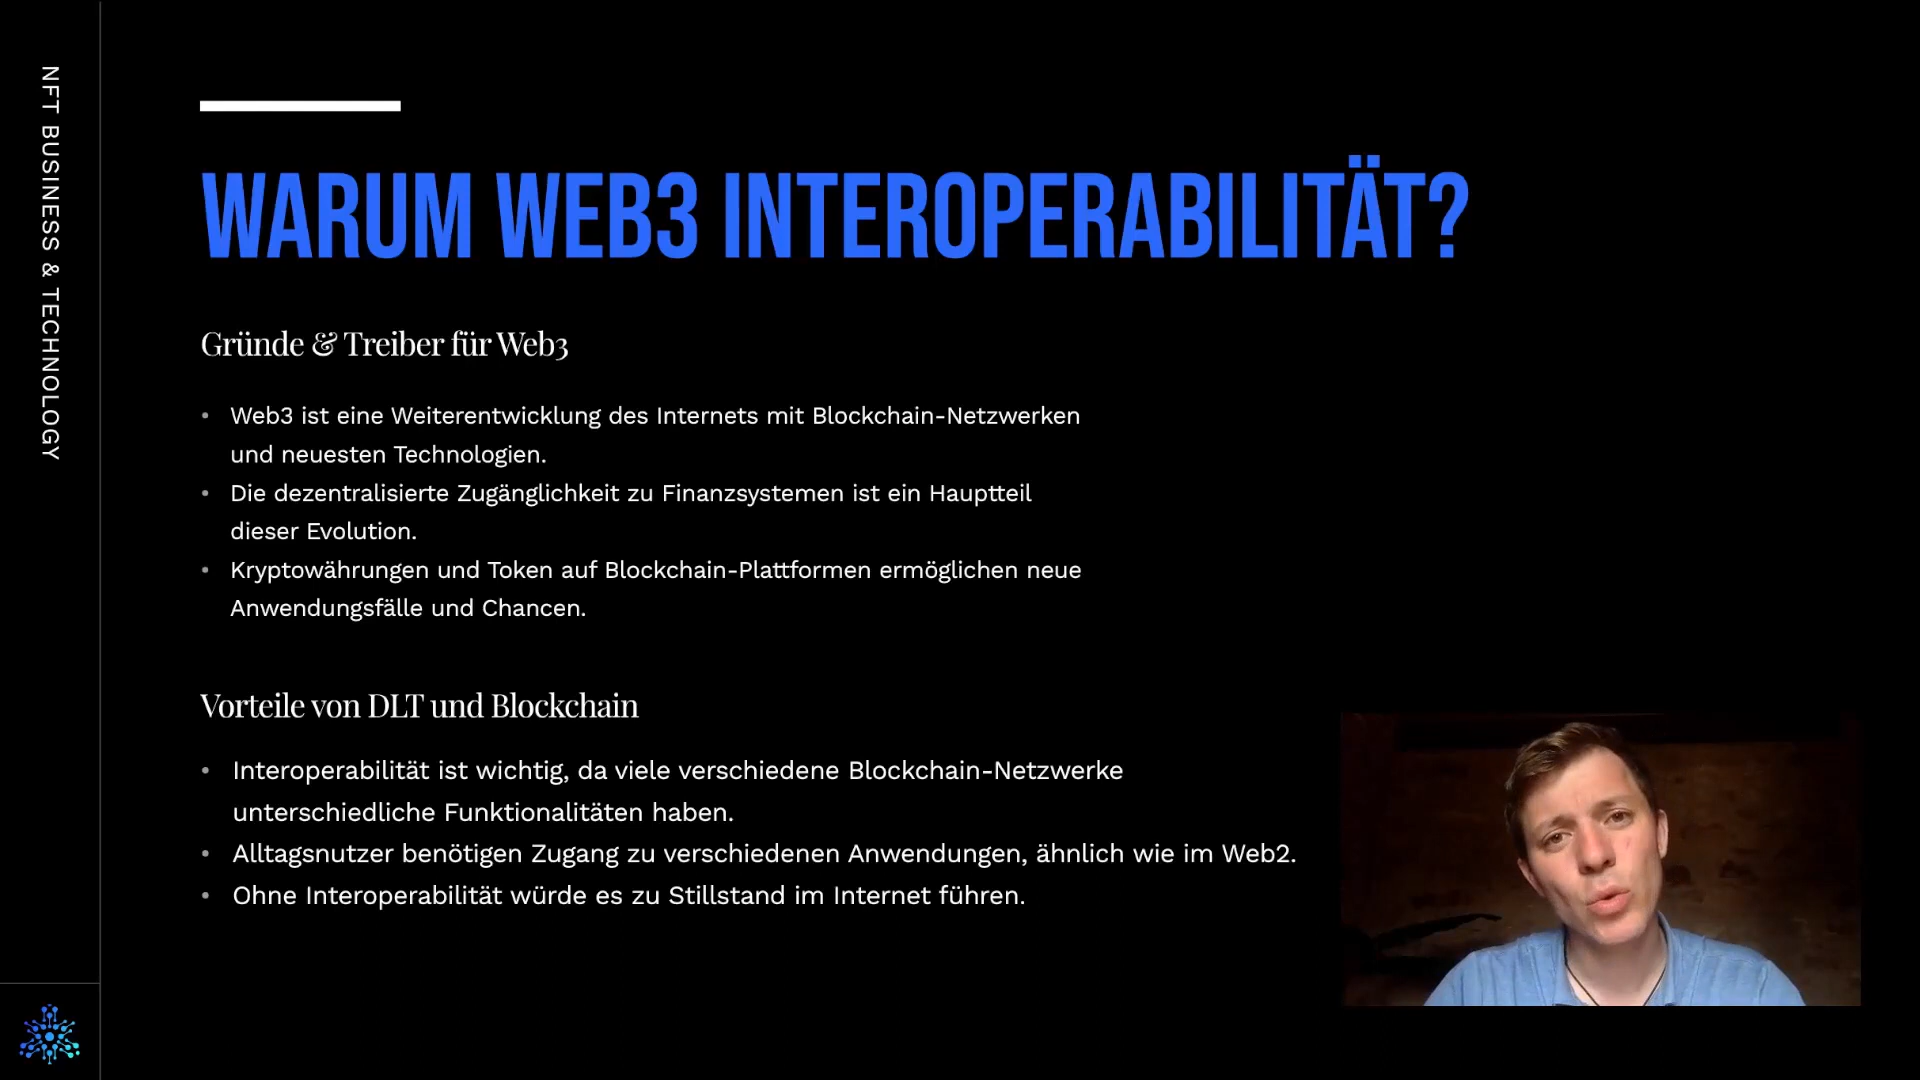 NFT BUSINESS & TECHNOLOGY
WARUM WEB3 INTEROPERABILITÄT?
Gründe & Treiber für Web3
• Web3 ist eine Weiterentwicklung des Internets mit Blockchain-Netzwerken
und neuesten Technologien.
• Die dezentralisierte Zugänglichkeit zu Finanzsystemen ist ein Hauptteil
dieser Evolution.
• Kryptowährungen und Token auf Blockchain-Plattformen ermöglichen neue
Anwendungsfälle und Chancen.
Vorteile von DLT und Blockchain
• Interoperabilität ist wichtig, da viele verschiedene Blockchain-Netzwerke
unterschiedliche Funktionalitäten haben.
• Alltagsnutzer benötigen Zugang zu verschiedenen Anwendungen, ähnlich wie im Web2.
• Ohne Interoperabilität würde es zu Stillstand im Internet führen.